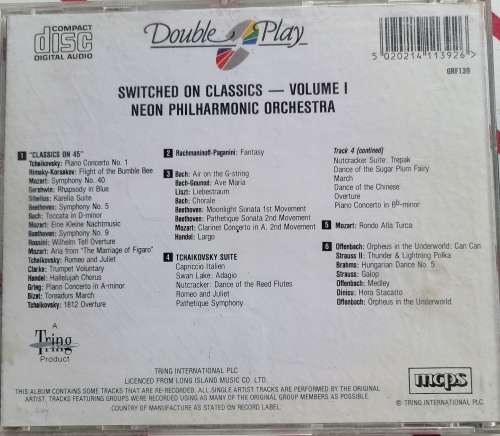 COMPACT
disc
DIGITAL AUDIO
Double Play
5 020214 113926
GRF139
SWITCHED ON CLASSICS — VOLUME I
NEON PHILHARMONIC ORCHESTRA
1 "CLASSICS ON 45"
Tchaikovsky: Piano Concerto No. 1
Rimsky-Korsakov: Flight of the Bumble Bee
Mozart: Symphony No. 40
Gershwin: Rhapsody in Blue
Sibelius: Karelia Suite
Beethoven: Symphony No. 5
Bach: Toccata in D-minor
Mozart: Eine Kleine Nachtmusic
Beethoven: Symphony No. 9
Rossini: Wilhelm Tell Overture
Mozart: Aria from "The Marriage of Figaro"
Tchaikovsky: Romeo and Juliet
Clarke: Trumpet Voluntary
Handel: Hallelujah Chorus
Grieg: Piano Concerto in A-minor
Bizet: Toreadors March
Tchaikovsky: 1812 Overture
2 Rachmaninoff-Paganini: Fantasy
3 Bach: Air on the G-string
Bach-Gounod: Ave Maria
Liszt: Liebestraum
Bach: Chorale
Beethoven: Moonlight Sonata 1st Movement
Beethoven: Pathetique Sonata 2nd Movement
Mozart: Clarinet Congerto in A. 2nd Movement
Handel: Largo
4 TCHAIKOVSKY SUITE
Capriccio Italien
Swan Lake: Adagio
Nutcracker: Dance of the Reed Flutes
Romeo and Juliet
Pathetique Symphony
Track 4 (contined)
Nutcracker Suite: Trepak
Dance of the Sugar Plum Fairy
March
Dance of the Chinese
Overture
Piano Concerto in Bb-minor
5 Mozart: Rondo Alla Turca
6 Offenbach: Orpheus in the Underworld: Can Can
Strauss II: Thunder & Lightning Polka
Brahms: Hungarian Dance No. 5
Strauss: Galop
Offenbach: Medley
Dinicu: Hora Stacatto
Offenbach: Orpheus in the Underworld
A
Tring
Product
TRING INTERNATIONAL PLC
LICENCED FROM LONG ISLAND MUSIC CO. LTD.
THIS ALBUM CONTAINS SOME TRACKS THAT ARE RE-RECORDED. ALL SINGLE ARTIST TRACKS ARE PERFORMED BY THE ORIGINAL
ARTIST. TRACKS FEATURING GROUPS WERE RECORDED USING AS MANY OF THE ORIGINAL GROUP MEMBERS AS POSSIBLE.
COUNTRY OF MANUFACTURE AS STATED ON RECORD LABEL.
mcps
© TRING INTERNATIONAL PLC